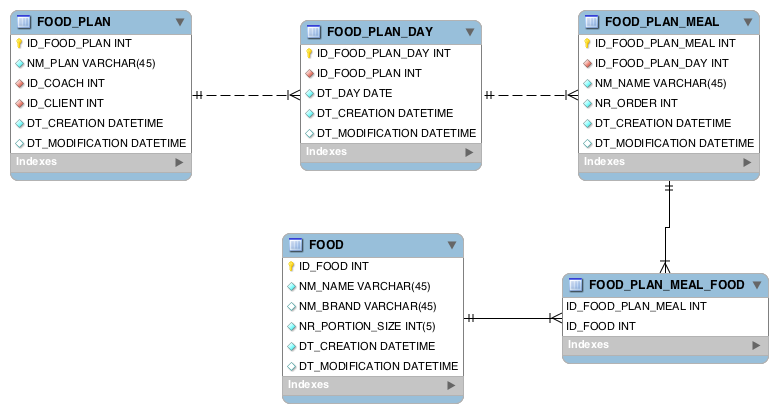 FOOD_PLAN
ID_FOOD_PLAN INT
NM_PLAN VARCHAR(45)
ID_COACH INT
ID_CLIENT INT
DT_CREATION DATETIME
DT_MODIFICATION DATETIME
Indexes
FOOD_PLAN_DAY
ID_FOOD_PLAN_DAY INT
ID_FOOD_PLAN INT
DT_DAY DATE
DT_CREATION DATETIME
DT_MODIFICATION DATETIME
Indexes
FOOD_PLAN_MEAL
ID_FOOD_PLAN_MEAL INT
ID_FOOD_PLAN_DAY INT
NM_NAME VARCHAR(45)
NR_ORDER INT
DT_CREATION DATETIME
DT_MODIFICATION DATETIME
Indexes
FOOD
ID_FOOD INT
NM_NAME VARCHAR(45)
NM_BRAND VARCHAR(45)
NR_PORTION_SIZE INT(5)
DT_CREATION DATETIME
DT_MODIFICATION DATETIME
Indexes
FOOD_PLAN_MEAL_FOOD
ID_FOOD_PLAN_MEAL INT
ID_FOOD INT
Indexes